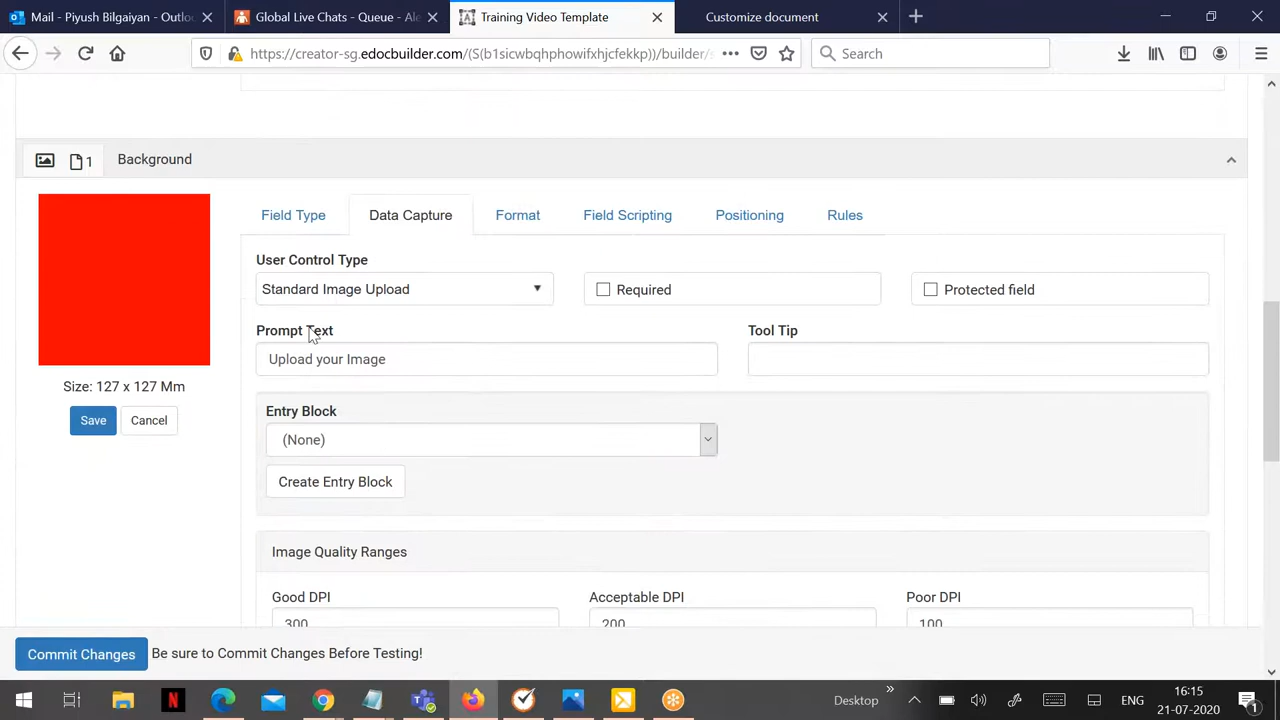 Mail - Piyush Bilgaiyan - Outlo
Global Live Chats - Queue - Ale
Training Video Template
Customize document
https://creator-sg.edocbuilder.com/(S(b1sicwbqhphowifxhjcfekkp))/builder/s
Search
1 Background
Field Type Data Capture Format Field Scripting Positioning Rules
User Control Type
Standard Image Upload Required Protected field
Prompt Text Tool Tip
Upload your Image
Size: 127 x 127 Mm
Save Cancel
Entry Block
(None)
Create Entry Block
Image Quality Ranges
Good DPI Acceptable DPI Poor DPI
300 200 100
Commit Changes Be sure to Commit Changes Before Testing!
Desktop » ENG 16:15
21-07-2020 1